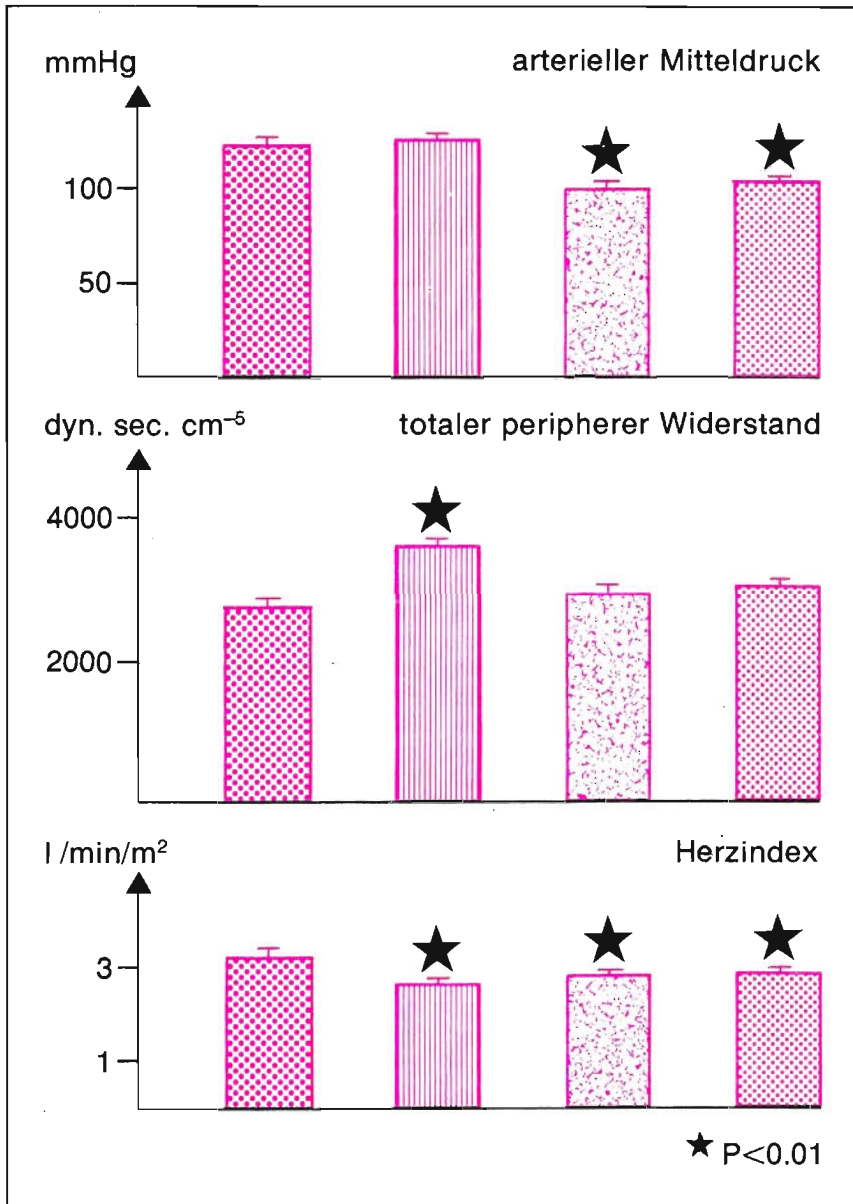 mmHg arterieller Mitteldruck
100
50
dyn. sec. cm⁻⁵ totaler peripherer Widerstand
4000
2000
l/min/m² Herzindex
3
1
★ P<0.01